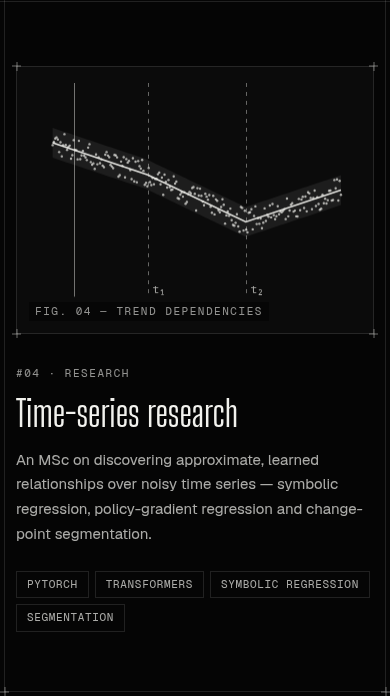 t₁
t₂
FIG. 04 — TREND DEPENDENCIES
#04 · RESEARCH
Time-series research
An MSc on discovering approximate, learned
relationships over noisy time series — symbolic
regression, policy-gradient regression and change-
point segmentation.
PYTORCH
TRANSFORMERS
SYMBOLIC REGRESSION
SEGMENTATION